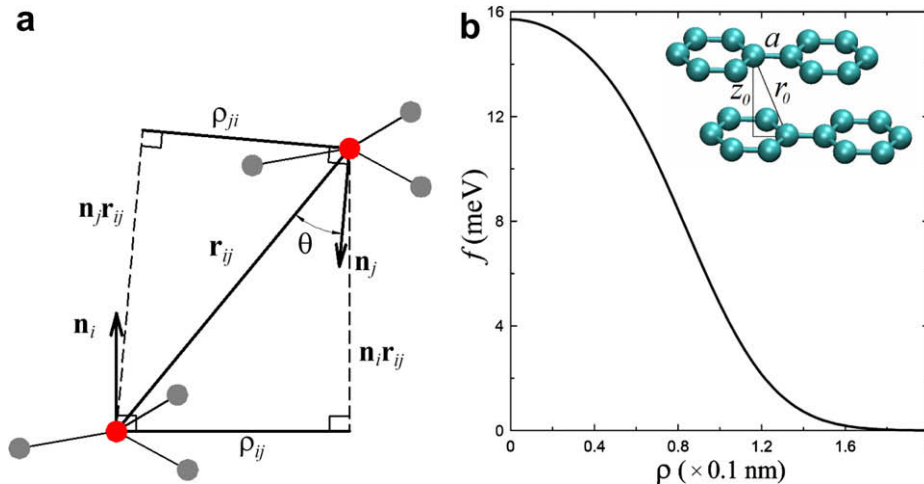 a
ρji
njrij
rij
θ
nj
ni
nirij
ρij
b
f (meV)
16
12
8
4
0
0
0.4
0.8
1.2
1.6
ρ (× 0.1 nm)
a
z0
r0